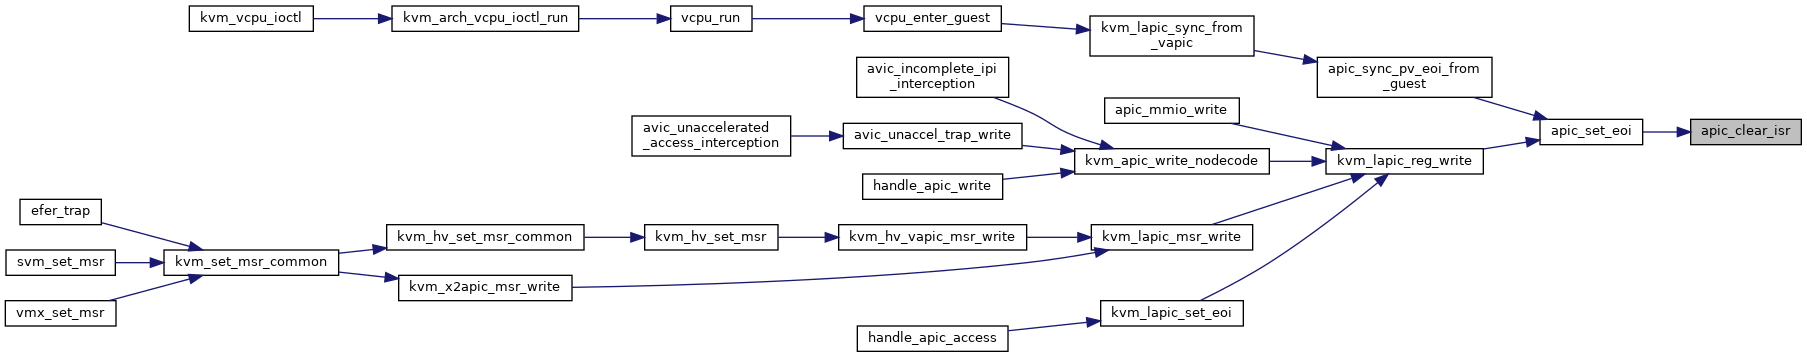 kvm_vcpu_ioctl
kvm_arch_vcpu_ioctl_run
vcpu_run
vcpu_enter_guest
kvm_lapic_sync_from
_vapic
avic_incomplete_ipi
_interception
apic_sync_pv_eoi_from
_guest
apic_mmio_write
avic_unaccelerated
_access_interception
avic_unaccel_trap_write
apic_set_eoi
apic_clear_isr
kvm_apic_write_nodecode
kvm_lapic_reg_write
handle_apic_write
efer_trap
kvm_hv_set_msr_common
kvm_hv_set_msr
kvm_hv_vapic_msr_write
kvm_lapic_msr_write
svm_set_msr
kvm_set_msr_common
kvm_x2apic_msr_write
vmx_set_msr
kvm_lapic_set_eoi
handle_apic_access